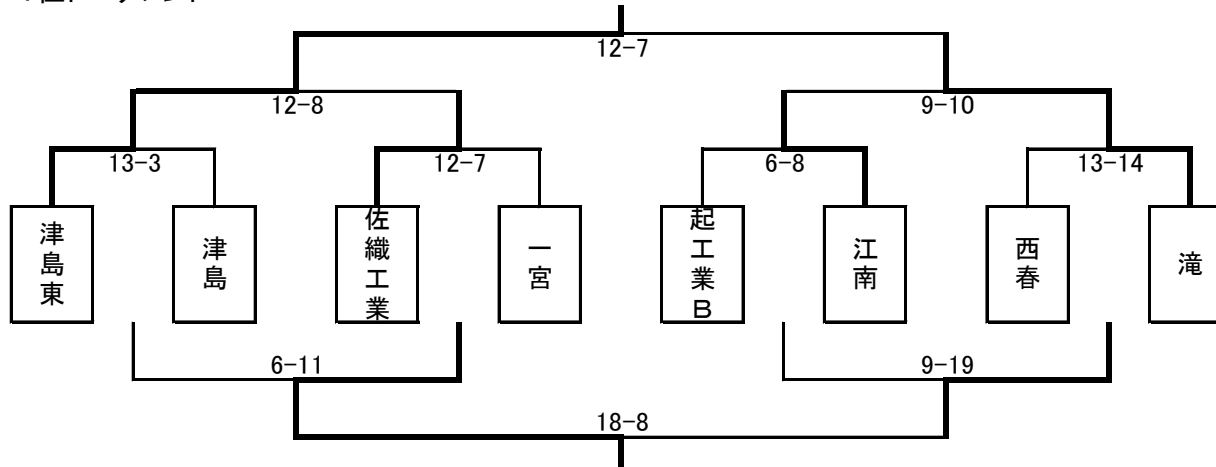 12-7
12-8
9-10
13-3
12-7
6-8
13-14
津島東
津島
佐織工業
一宮
起工業B
江南
西春
滝
6-11
9-19
18-8